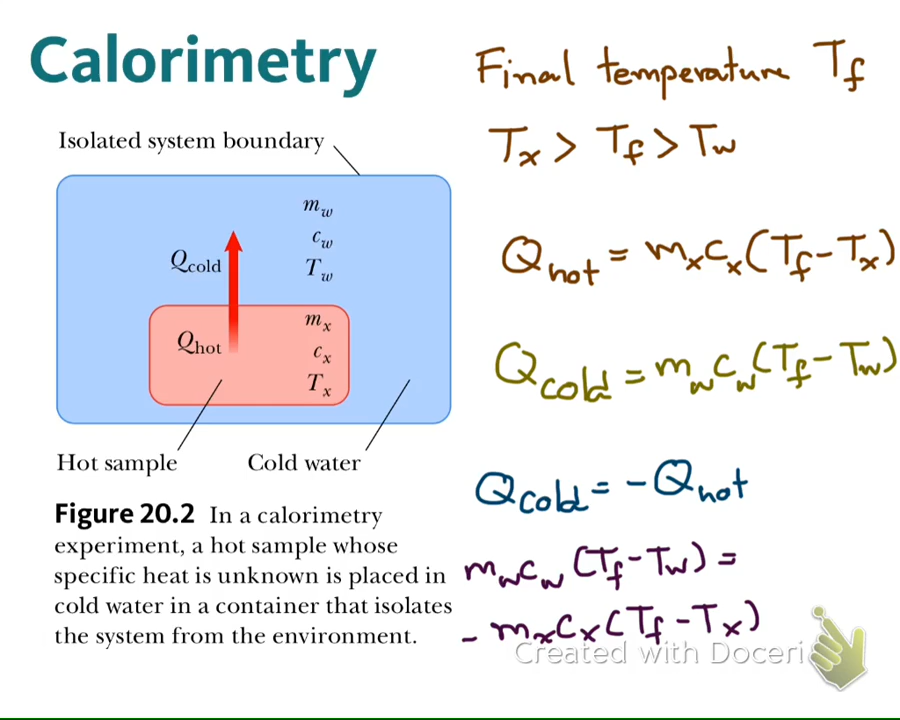 Calorimetry
Isolated system boundary
m_w
c_w
Q_cold
T_w
m_x
Q_hot
c_x
T_x
Hot sample
Cold water
Figure 20.2 In a calorimetry
experiment, a hot sample whose
specific heat is unknown is placed in
cold water in a container that isolates
the system from the environment.
Final temperature T_f
T_x > T_f > T_w
Q_hot = m_x c_x (T_f - T_x)
Q_cold = m_w c_w (T_f - T_w)
Q_cold = - Q_hot
m_w c_w (T_f - T_w) =
- m_x c_x (T_f - T_x)
Created with Doceri